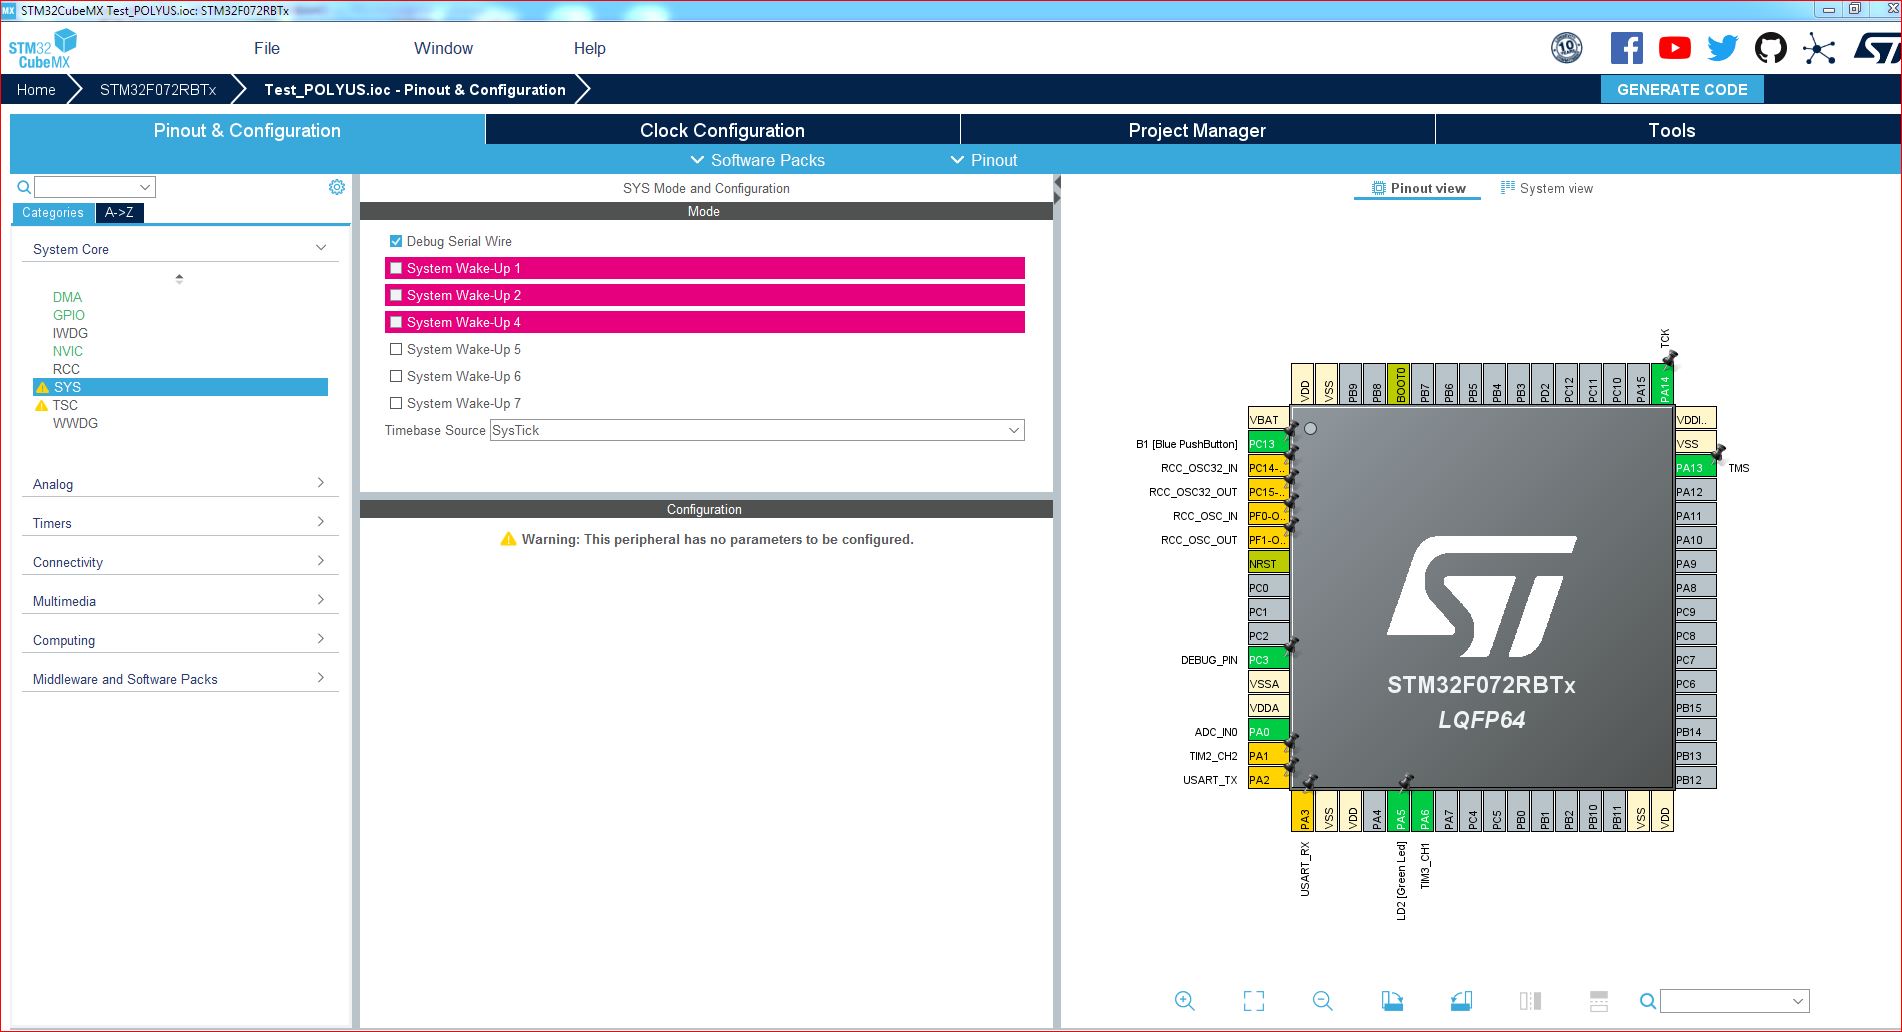 MX STM32CubeMX Test_POLYUS.ioc: STM32F072RBTx
STM32
CubeMX
File
Window
Help
10
Home
STM32F072RBTx
Test_POLYUS.ioc - Pinout & Configuration
GENERATE CODE
Pinout & Configuration
Clock Configuration
Project Manager
Tools
Software Packs
Pinout
Categories
A->Z
System Core
DMA
GPIO
IWDG
NVIC
RCC
SYS
TSC
WWDG
Analog
Timers
Connectivity
Multimedia
Computing
Middleware and Software Packs
SYS Mode and Configuration
Mode
Debug Serial Wire
System Wake-Up 1
System Wake-Up 2
System Wake-Up 4
System Wake-Up 5
System Wake-Up 6
System Wake-Up 7
Timebase Source SysTick
Configuration
Warning: This peripheral has no parameters to be configured.
Pinout view
System view
TCK
VDD
VSS
PB9
PB8
BOOT0
PB7
PB6
PB5
PB4
PB3
PD2
PC12
PC11
PC10
PA15
PA14
VBAT
B1 [Blue PushButton] PC13
RCC_OSC32_IN PC14-..
RCC_OSC32_OUT PC15-..
RCC_OSC_IN PF0-O..
RCC_OSC_OUT PF1-O..
NRST
PC0
PC1
PC2
DEBUG_PIN PC3
VSSA
VDDA
ADC_IN0 PA0
TIM2_CH2 PA1
USART_TX PA2
ST
STM32F072RBTx
LQFP64
VDDI..
VSS
PA13 TMS
PA12
PA11
PA10
PA9
PA8
PC9
PC8
PC7
PC6
PB15
PB14
PB13
PB12
PA3
VSS
VDD
PA4
PA5
PA6
PA7
PC4
PC5
PB0
PB1
PB2
PB10
PB11
VSS
VDD
USART_RX
LD2 [Green Led]
TIM3_CH1